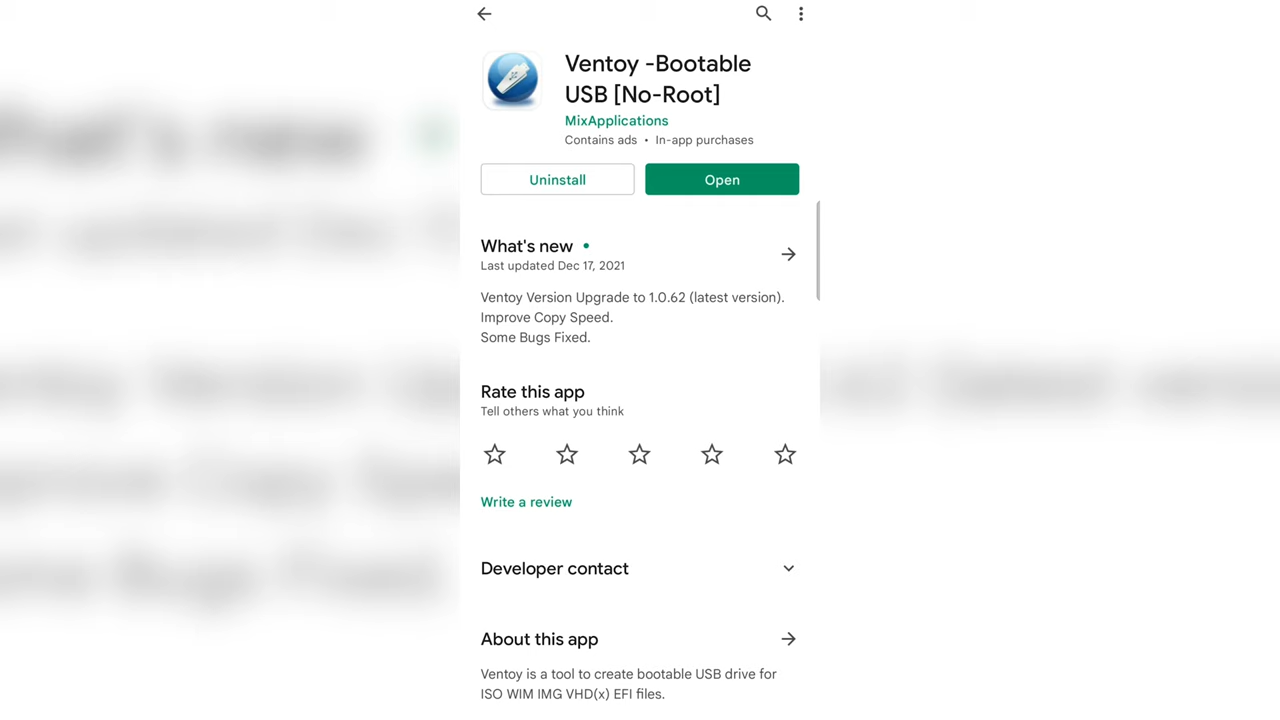 Ventoy -Bootable
USB [No-Root]
MixApplications
Contains ads • In-app purchases
Uninstall
Open
What's new •
Last updated Dec 17, 2021
Ventoy Version Upgrade to 1.0.62 (latest version).
Improve Copy Speed.
Some Bugs Fixed.
Rate this app
Tell others what you think
Write a review
Developer contact
About this app
Ventoy is a tool to create bootable USB drive for
ISO WIM IMG VHD(x) EFI files.